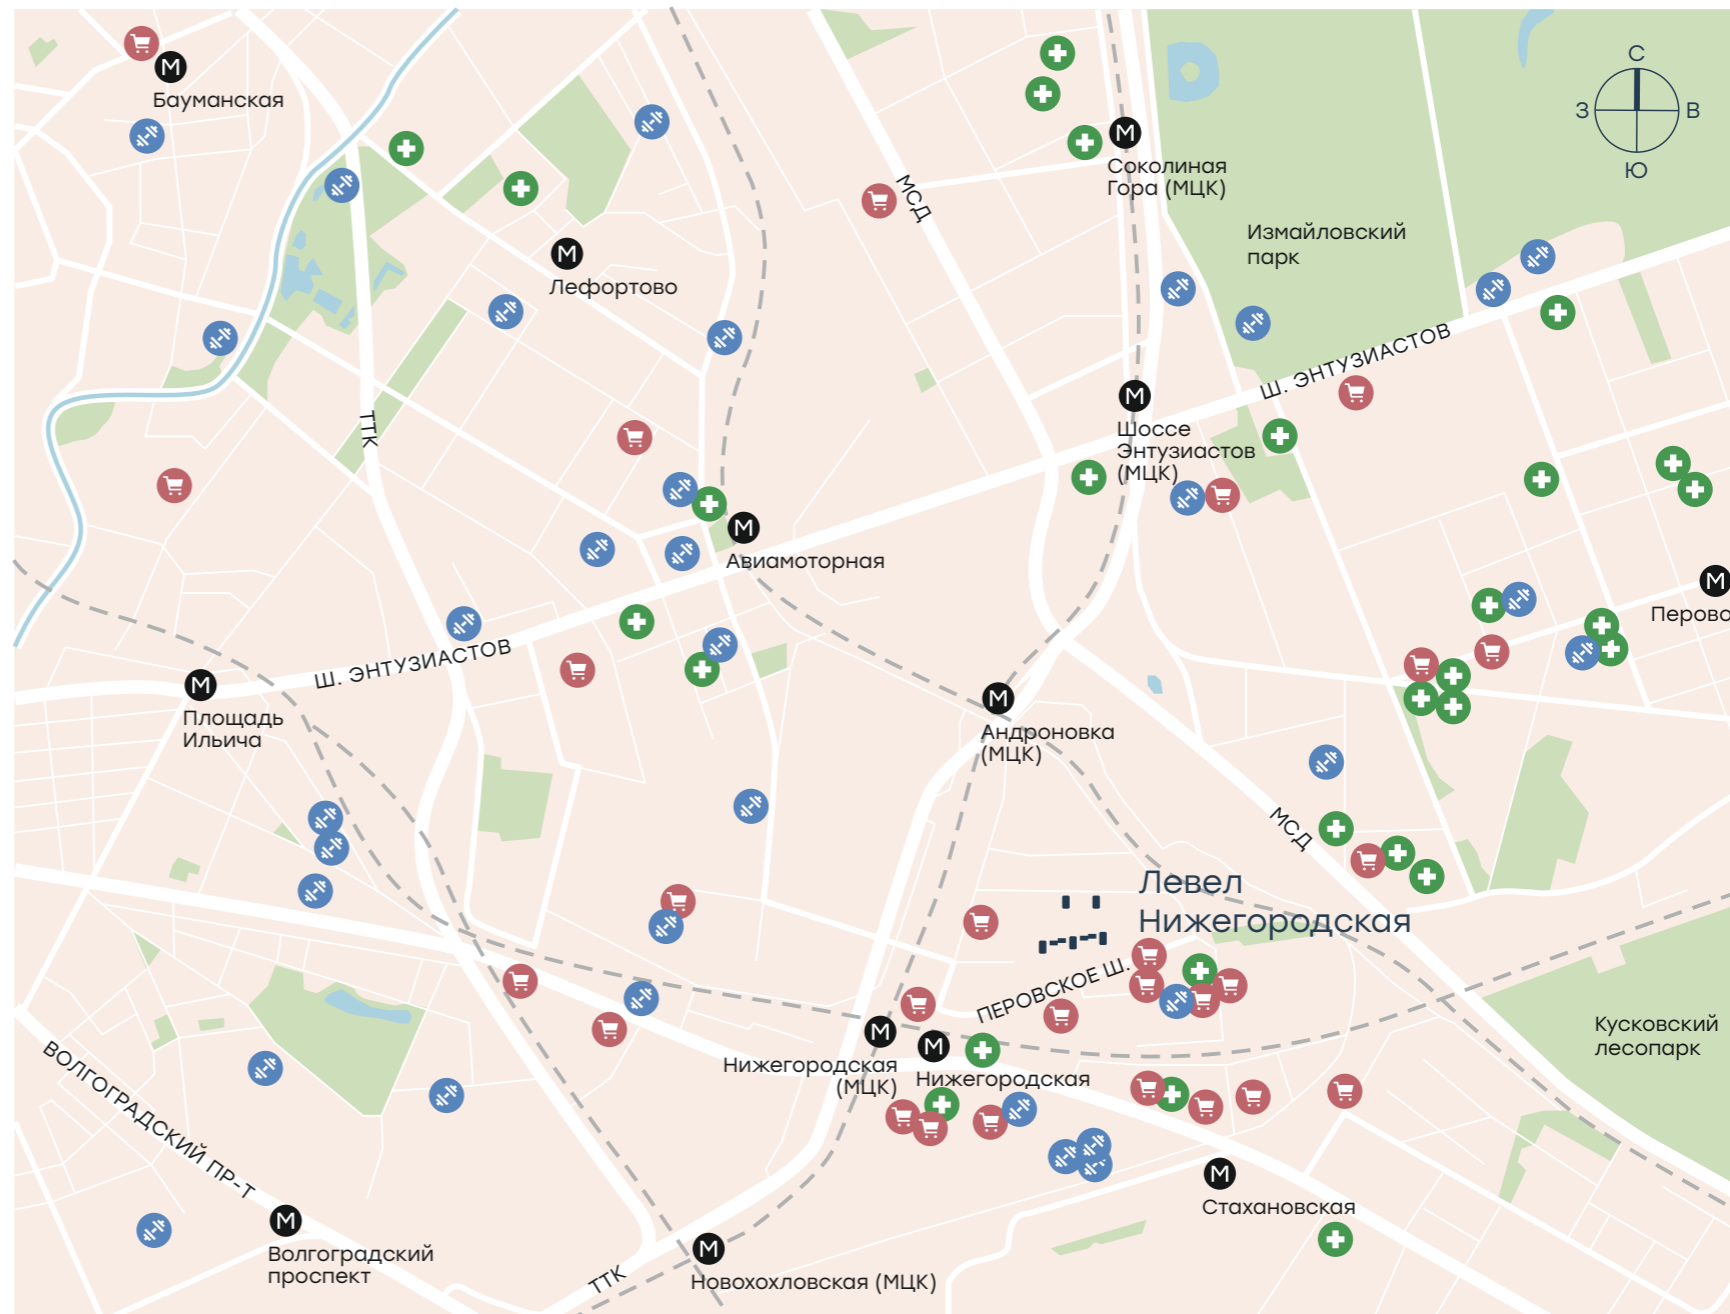 М
Бауманская
С
З
В
Ю
М
Соколиная
Гора (МЦК)
МСД
Измайловский
парк
М
Лефортово
Ш. ЭНТУЗИАСТОВ
М
Шоссе
Энтузиастов
(МЦК)
ТТК
М
Авиамоторная
М
Перово
Ш. ЭНТУЗИАСТОВ
М
Площадь
Ильича
М
Андроновка
(МЦК)
МСД
Левел
Нижегородская
ПЕРОВСКОЕ Ш.
М
Нижегородская
(МЦК)
М
Нижегородская
Кусковский
лесопарк
ВОЛГОГРАДСКИЙ ПР-Т
М
Стахановская
М
Волгоградский
проспект
ТТК
М
Новохохловская (МЦК)